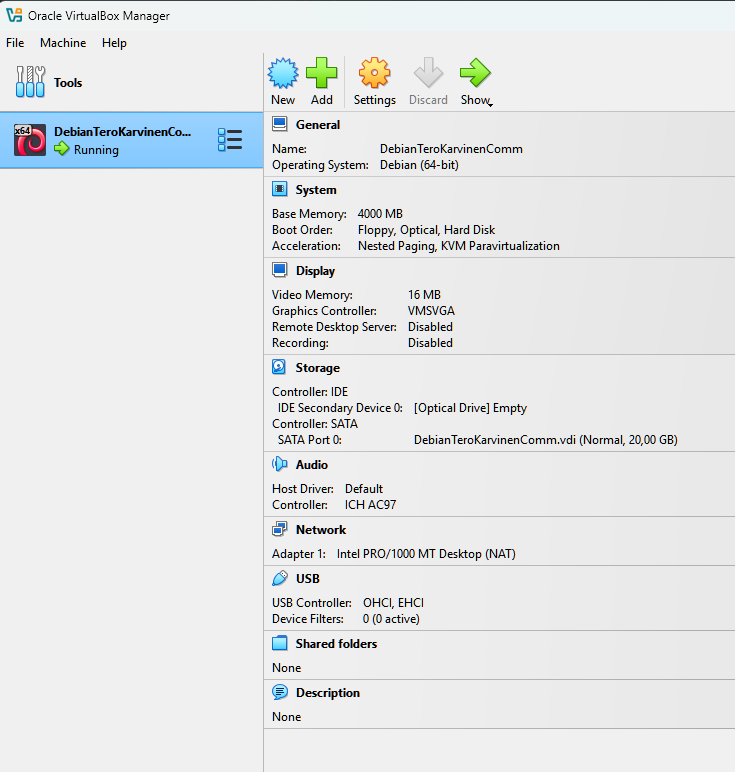 Oracle VirtualBox Manager
File Machine Help
Tools
New Add Settings Discard Show
x64
DebianTeroKarvinenCo...
Running
General
Name: DebianTeroKarvinenComm
Operating System: Debian (64-bit)
System
Base Memory: 4000 MB
Boot Order: Floppy, Optical, Hard Disk
Acceleration: Nested Paging, KVM Paravirtualization
Display
Video Memory: 16 MB
Graphics Controller: VMSVGA
Remote Desktop Server: Disabled
Recording: Disabled
Storage
Controller: IDE
IDE Secondary Device 0: [Optical Drive] Empty
Controller: SATA
SATA Port 0: DebianTeroKarvinenComm.vdi (Normal, 20,00 GB)
Audio
Host Driver: Default
Controller: ICH AC97
Network
Adapter 1: Intel PRO/1000 MT Desktop (NAT)
USB
USB Controller: OHCI, EHCI
Device Filters: 0 (0 active)
Shared folders
None
Description
None